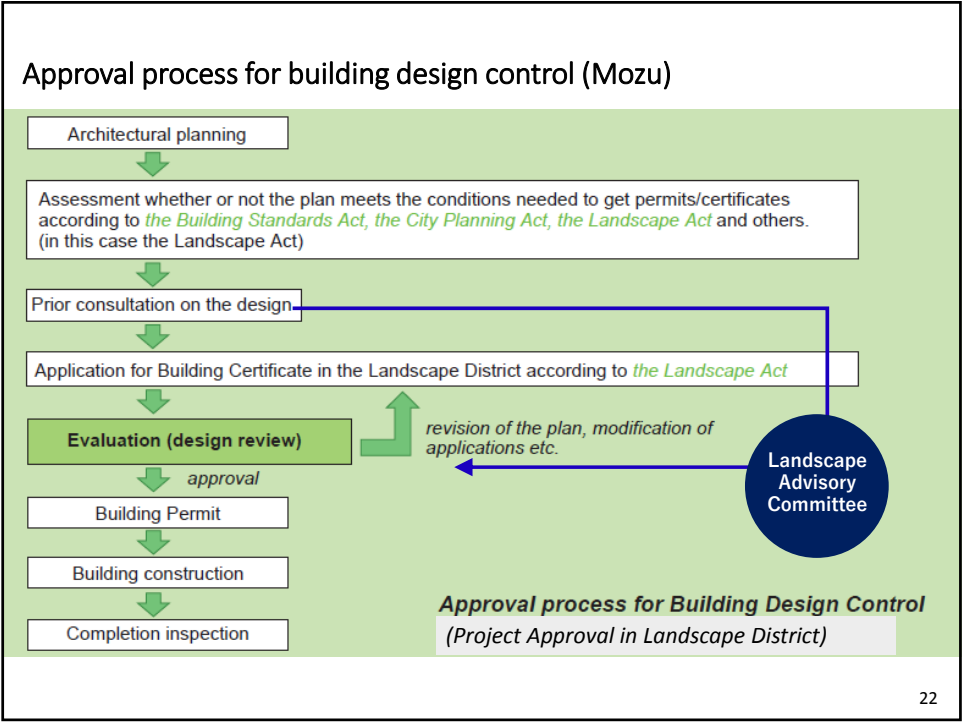 Approval process for building design control (Mozu)
Architectural planning
Assessment whether or not the plan meets the conditions needed to get permits/certificates
according to the Building Standards Act, the City Planning Act, the Landscape Act and others.
(in this case the Landscape Act)
Prior consultation on the design
Application for Building Certificate in the Landscape District according to the Landscape Act
Evaluation (design review)
revision of the plan, modification of
applications etc.
Landscape
Advisory
Committee
approval
Building Permit
Building construction
Completion inspection
Approval process for Building Design Control
(Project Approval in Landscape District)
22